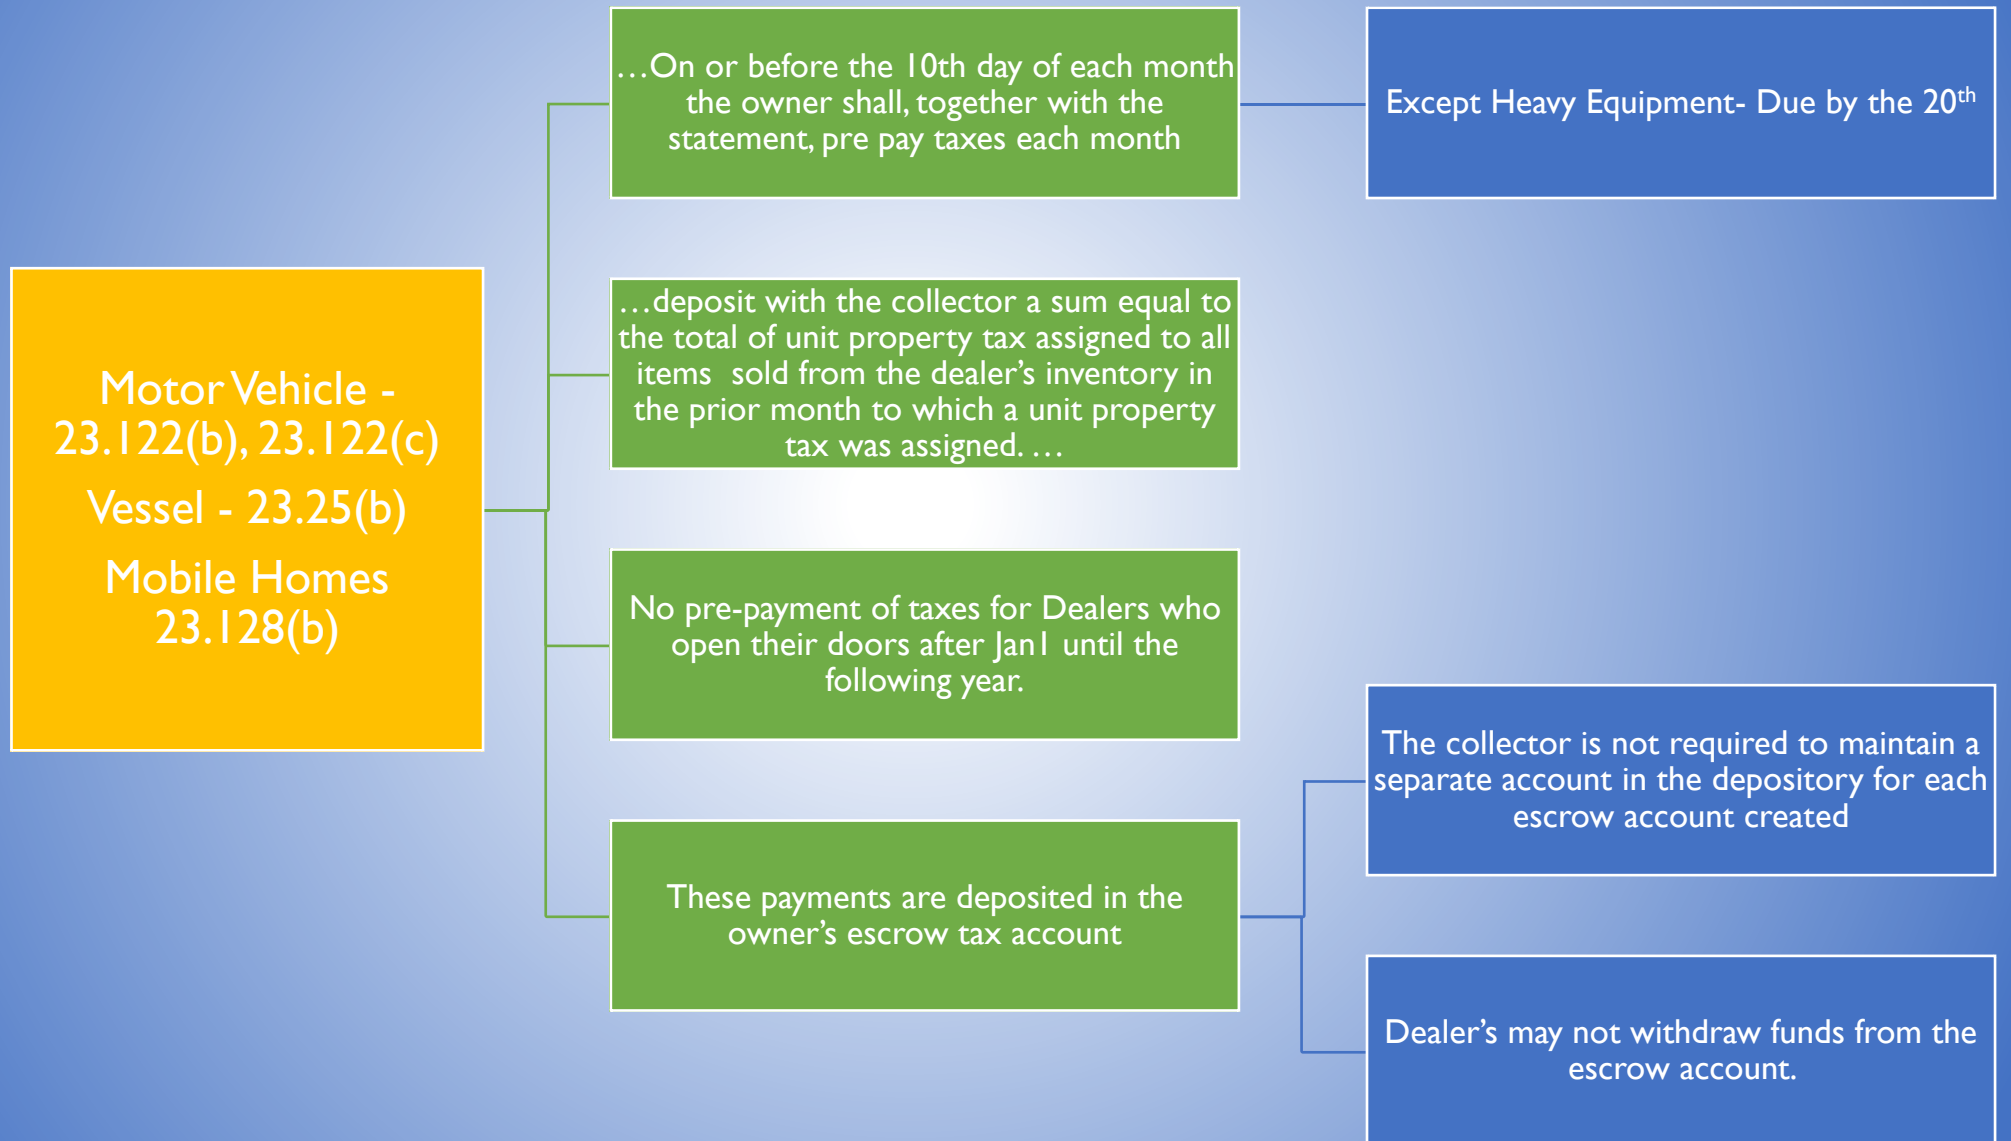 Motor Vehicle -
23.122(b), 23.122(c)
Vessel - 23.25(b)
Mobile Homes
23.128(b)
…On or before the 10th day of each month
the owner shall, together with the
statement, pre pay taxes each month
Except Heavy Equipment- Due by the 20th
…deposit with the collector a sum equal to
the total of unit property tax assigned to all
items  sold from the dealer’s inventory in
the prior month to which a unit property
tax was assigned. …
No pre-payment of taxes for Dealers who
open their doors after Jan1 until the
following year.
These payments are deposited in the
owner’s escrow tax account
The collector is not required to maintain a
separate account in the depository for each
escrow account created
Dealer’s may not withdraw funds from the
escrow account.